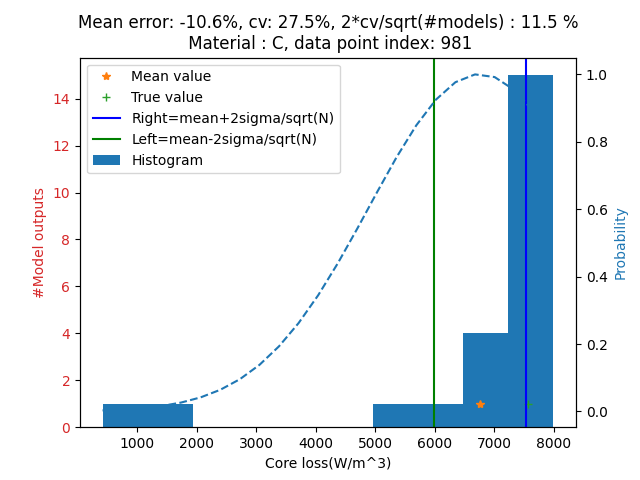 Mean error: -10.6%, cv: 27.5%, 2*cv/sqrt(#models) : 11.5 %
Material : C, data point index: 981
Mean value
True value
Right=mean+2sigma/sqrt(N)
Left=mean-2sigma/sqrt(N)
Histogram
#Model outputs
14
12
10
8
6
4
2
0
1.0
0.8
0.6
0.4
0.2
0.0
Probability
1000 2000 3000 4000 5000 6000 7000 8000
Core loss(W/m^3)